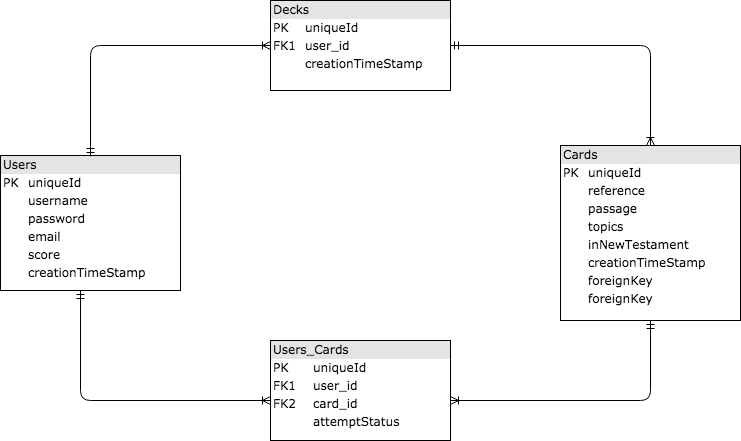 Decks
PK uniqueId
FK1 user_id
creationTimeStamp
Users
PK uniqueId
username
password
email
score
creationTimeStamp
Cards
PK uniqueId
reference
passage
topics
inNewTestament
creationTimeStamp
foreignKey
foreignKey
Users_Cards
PK uniqueId
FK1 user_id
FK2 card_id
attemptStatus